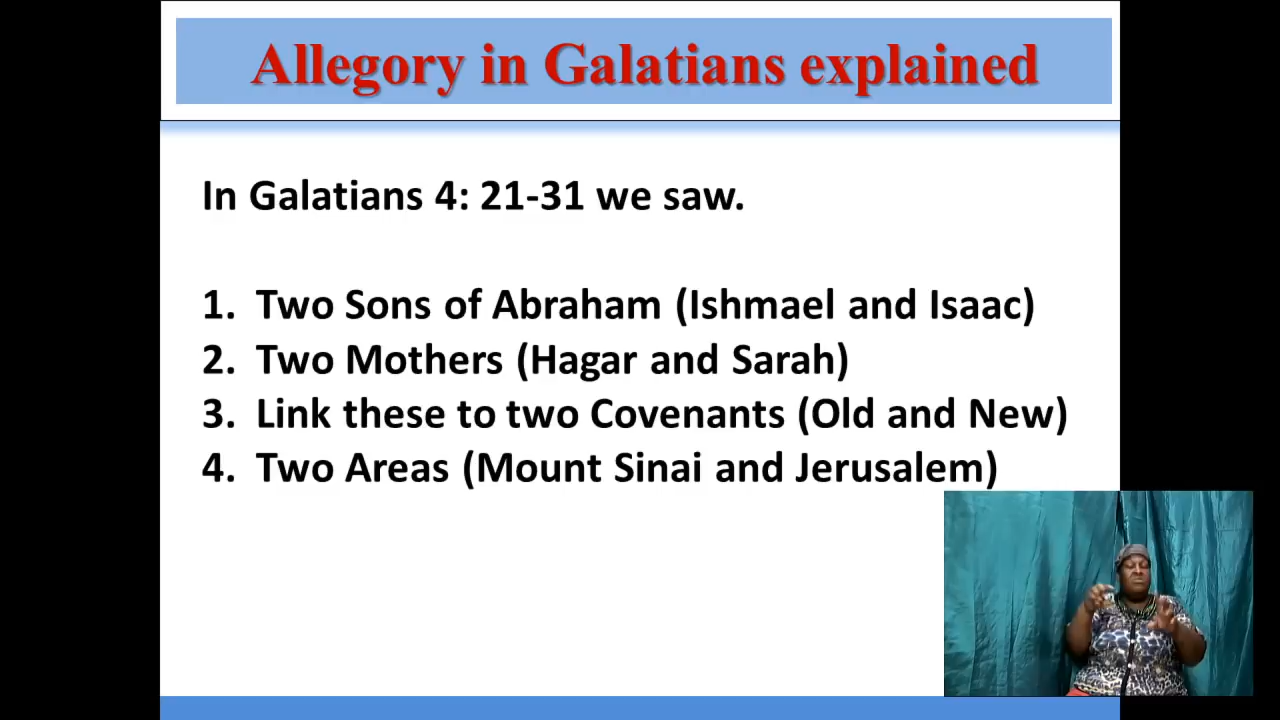 Allegory in Galatians explained
In Galatians 4: 21-31 we saw.
1. Two Sons of Abraham (Ishmael and Isaac)
2. Two Mothers (Hagar and Sarah)
3. Link these to two Covenants (Old and New)
4. Two Areas (Mount Sinai and Jerusalem)